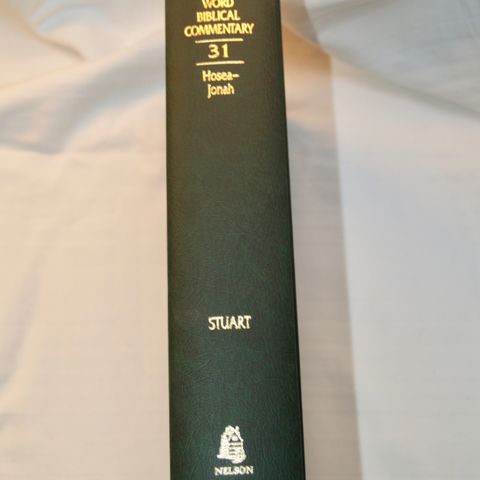 WORD
BIBLICAL
COMMENTARY
31
Hosea–
Jonah
STUART
NELSON